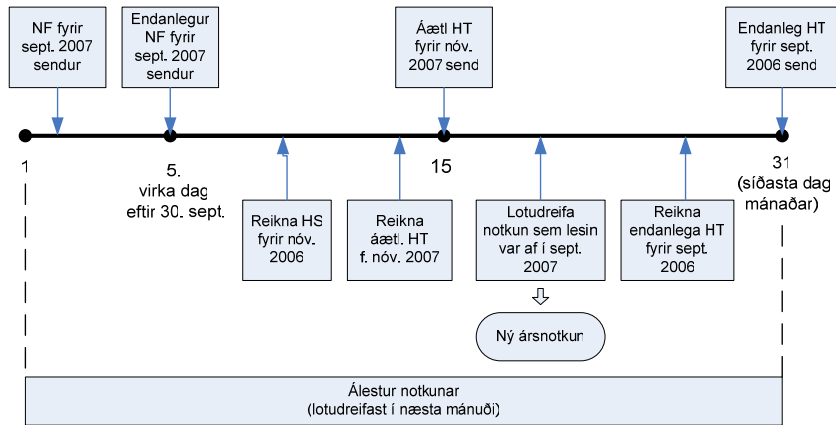 NF fyrir
sept. 2007
sendur
Endanlegur
NF fyrir
sept. 2007
sendur
Áætl HT
fyrir nóv.
2007 send
Endanleg HT
fyrir sept.
2006 send
1
5.
virka dag
eftir 30. sept.
15
31
(síðasta dag
mánaðar)
Reikna HS
fyrir nóv.
2006
Reikna
áætl. HT
f. nóv. 2007
Lotudreifa
notkun sem lesin
var af í sept.
2007
Reikna
endanlega HT
fyrir sept.
2006
Ný ársnotkun
Álestur notkunar
(lotudreifast í næsta mánuði)